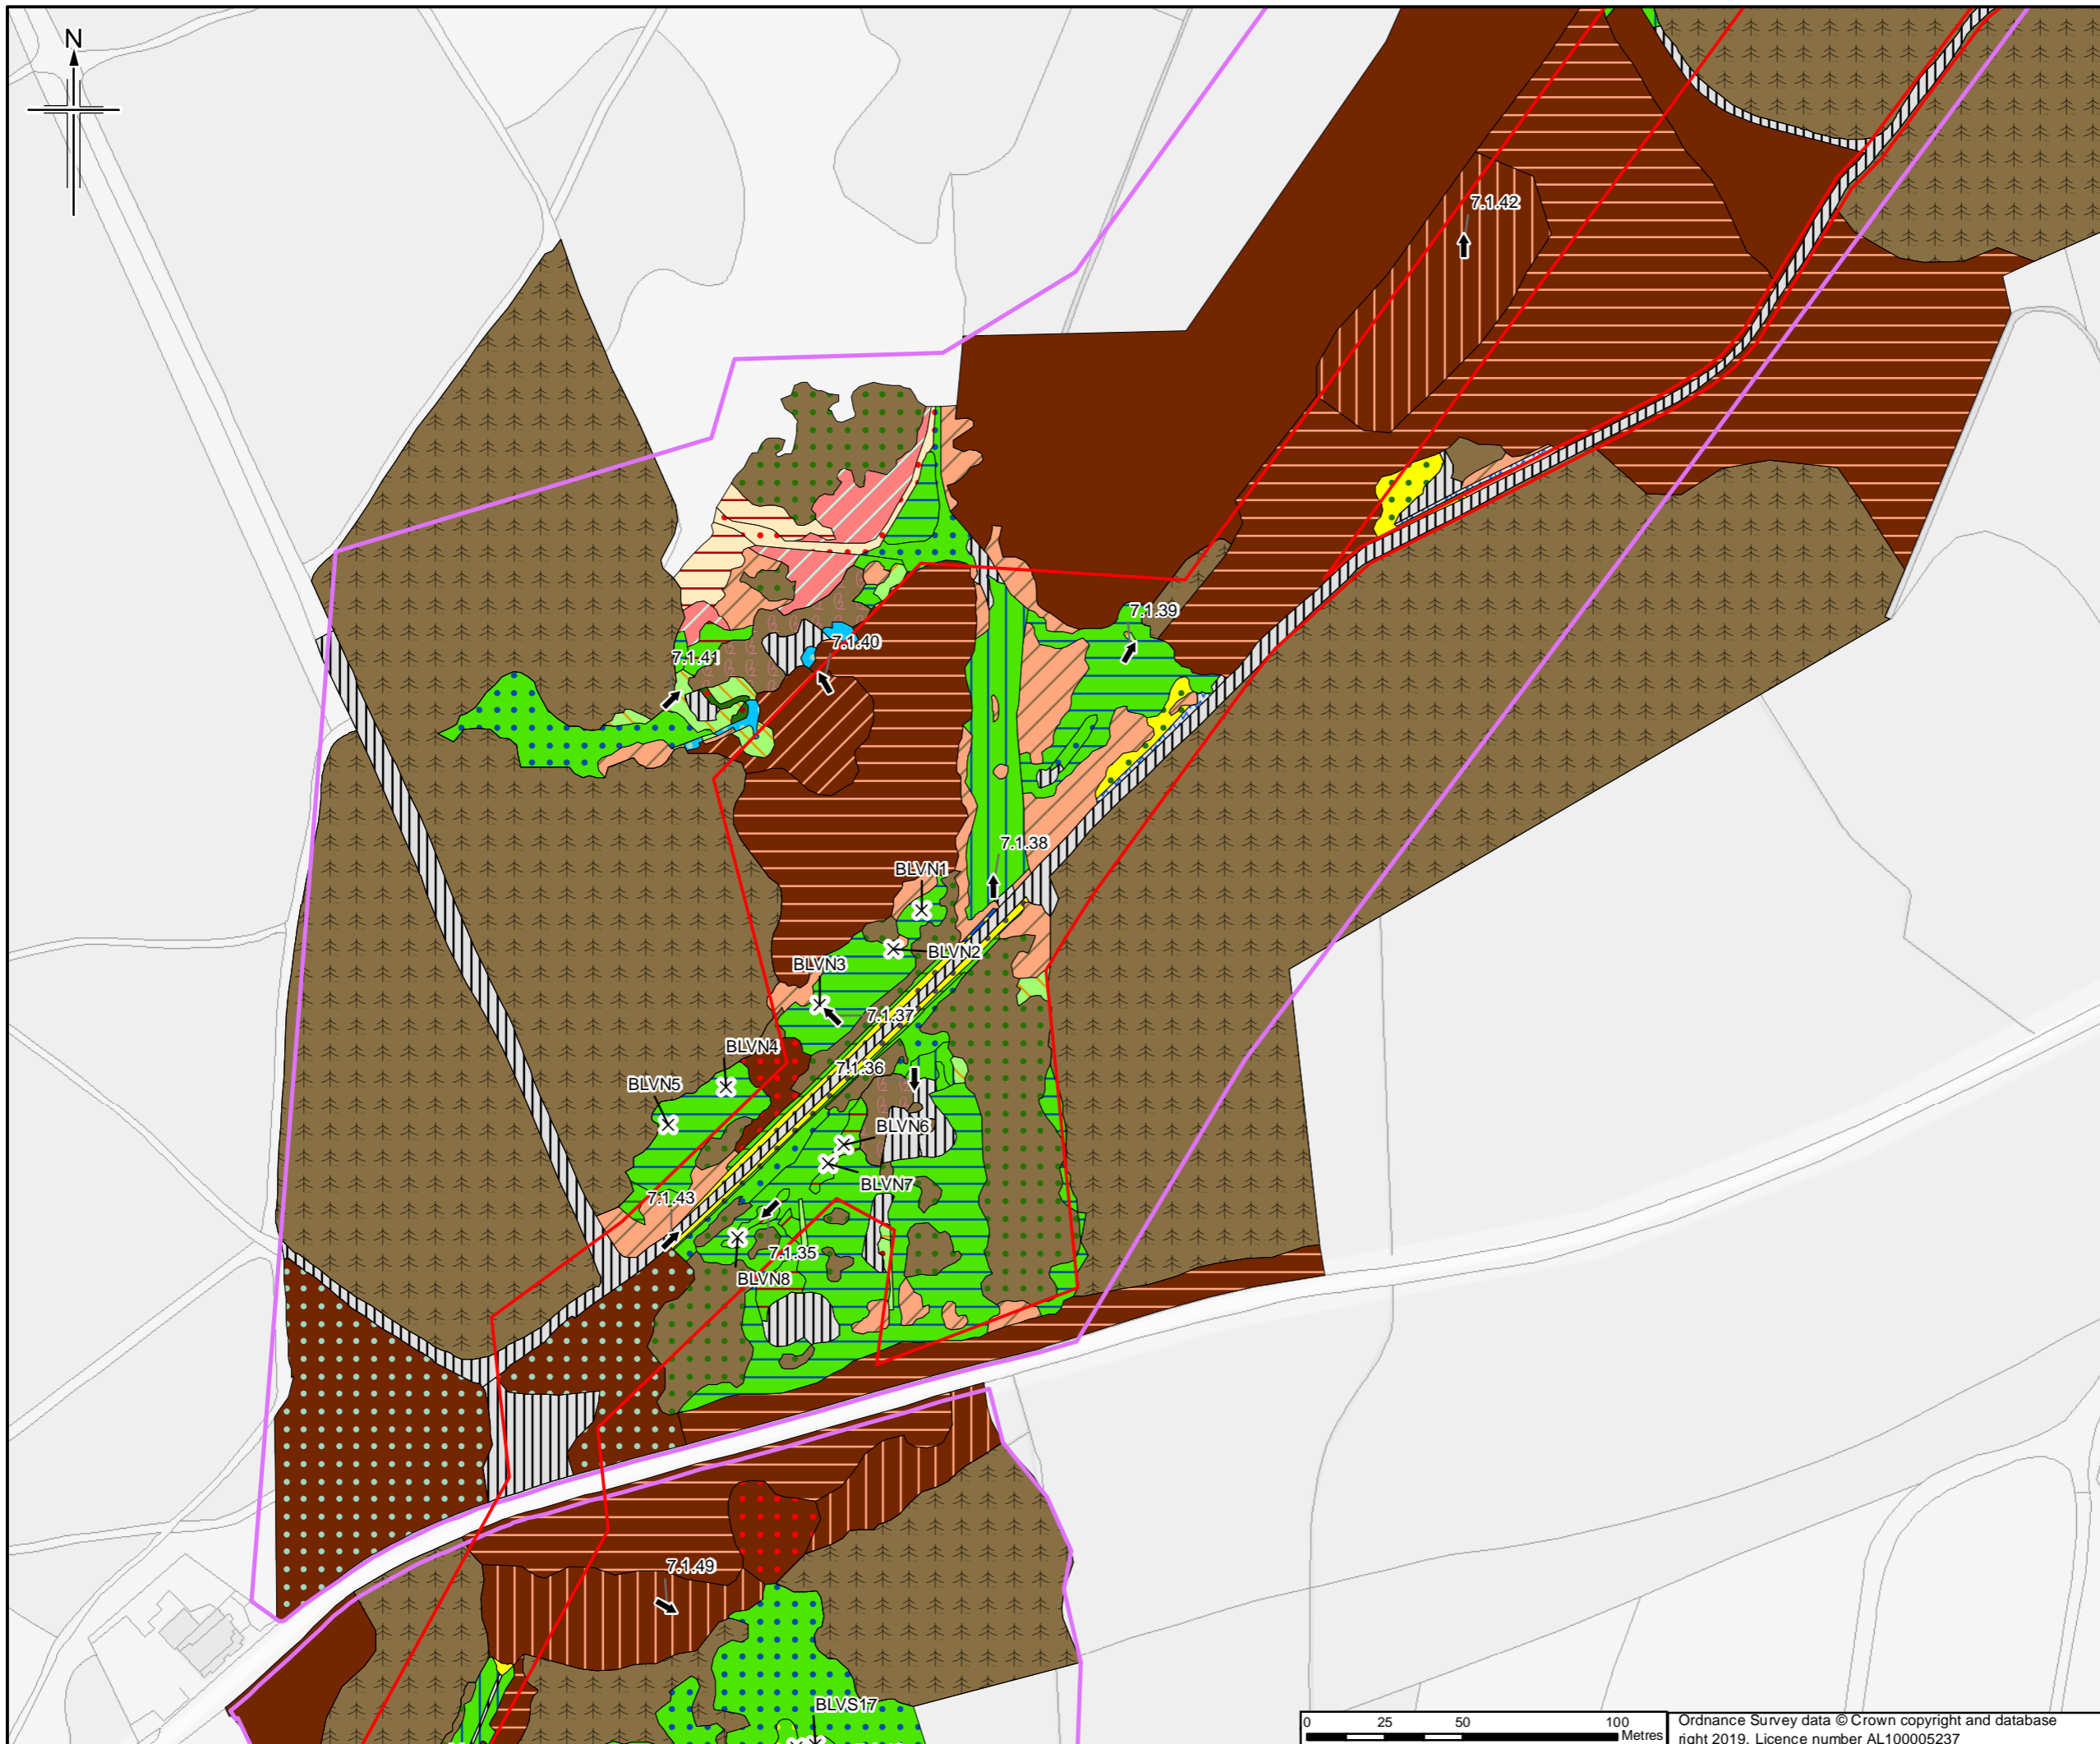 N
7.1.42
7.1.39
7.1.40
7.1.41
7.1.38
BLVN1
BLVN2
BLVN3
7.1.37
BLVN4
7.1.36
BLVN5
BLVN6
BLVN7
7.1.43
7.1.35
BLVN8
7.1.49
BLVS17
0 25 50 100
Metres
Ordnance Survey data © Crown copyright and database
right 2019. Licence number AL100005237